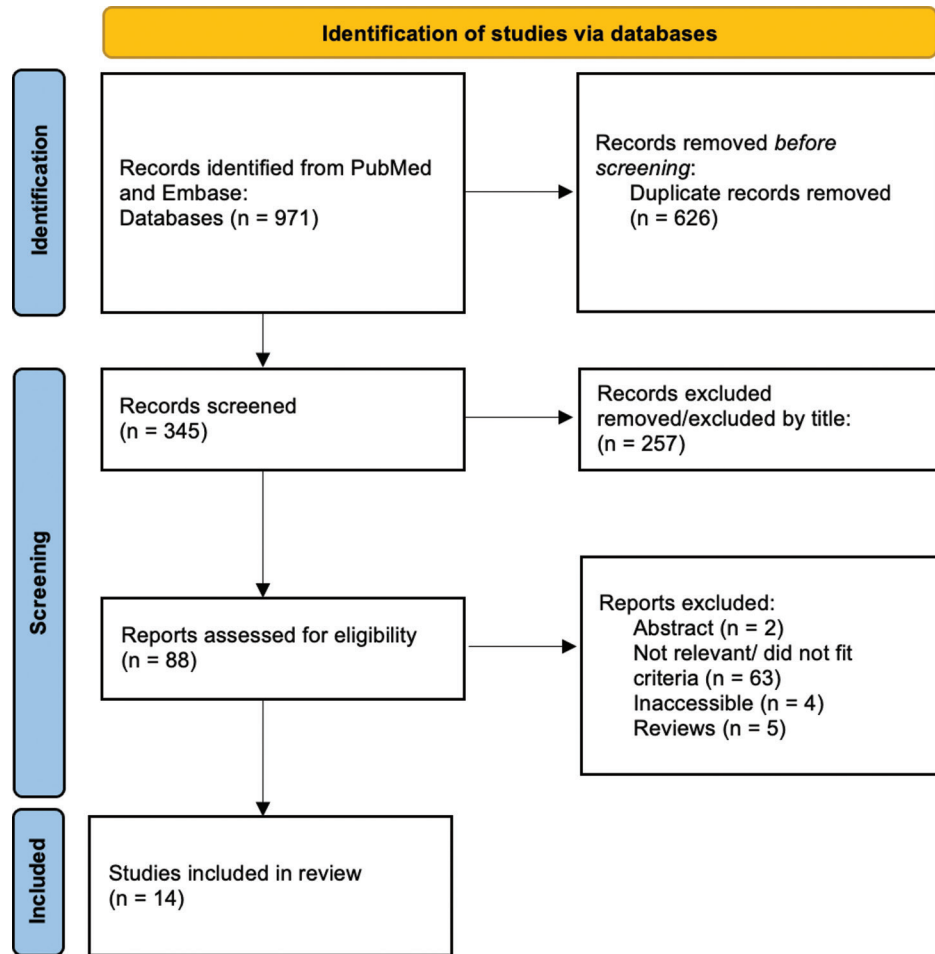 Identification of studies via databases
Identification
Records identified from PubMed
and Embase:
Databases (n = 971)
Records removed before
screening:
Duplicate records removed
(n = 626)
Screening
Records screened
(n = 345)
Records excluded
removed/excluded by title:
(n = 257)
Reports assessed for eligibility
(n = 88)
Reports excluded:
Abstract (n = 2)
Not relevant/ did not fit
criteria (n = 63)
Inaccessible (n = 4)
Reviews (n = 5)
Included
Studies included in review
(n = 14)